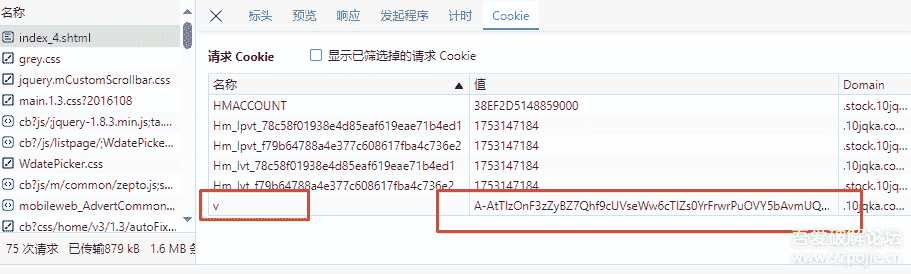 名称
标头 预览 响应 发起程序 计时 Cookie
index_4.shtml
grey.css
jquery.mCustomScrollbar.css
main.1.3.css?2016108
cb?js/;jquery-1.8.3.min.js;ta....
cb?/js/listpage/;WdatePicke...
WdatePicker.css
cb?js/m/common/zepto.js;s...
mobileweb_AdvertCommon...
cb?css/home/v3/1.3/autoFix...
75 次请求 已传输879 kB 1.6 MB 条
请求 Cookie 显示已筛选掉的请求 Cookie
名称 值 Domain
HMACCOUNT 38EF2D5148859000 .stock.10jq...
Hm_lpvt_78c58f01938e4d85eaf619eae71b4ed1 1753147184 .stock.10jq...
Hm_lpvt_f79b64788a4e377c608617fba4c736e2 1753147184 .10jqka.co...
Hm_lvt_78c58f01938e4d85eaf619eae71b4ed1 1753147184 .stock.10jq...
Hm_lvt_f79b64788a4e377c608617fba4c736e2 1753147184 .10jqka.co...
v A-AtTIzOnF3zZyBZ7Qhf9cUVseWw6cTIZs0YrFrwrPuOVY5bAvmUQ... .10jqka.co...
吾爱破解论坛
www.52pojie.cn